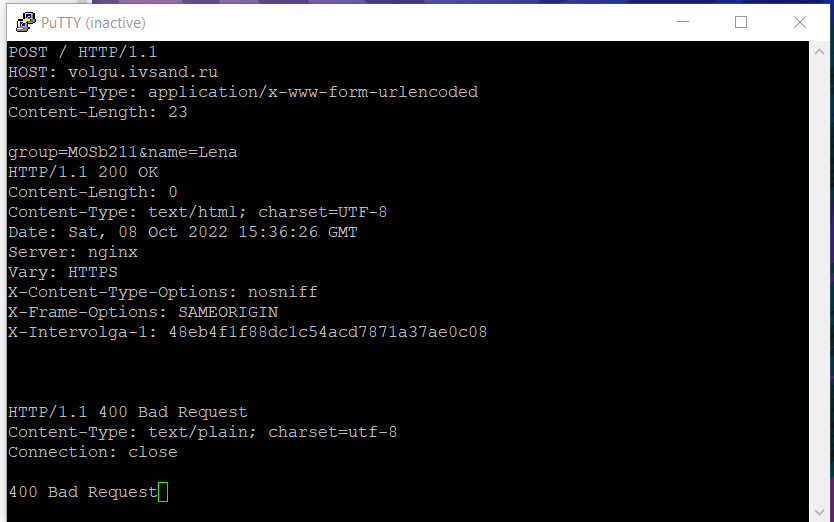 PuTTY (inactive)
POST / HTTP/1.1
HOST: volgu.ivsand.ru
Content-Type: application/x-www-form-urlencoded
Content-Length: 23
group=MOSb211&name=Lena
HTTP/1.1 200 OK
Content-Length: 0
Content-Type: text/html; charset=UTF-8
Date: Sat, 08 Oct 2022 15:36:26 GMT
Server: nginx
Vary: HTTPS
X-Content-Type-Options: nosniff
X-Frame-Options: SAMEORIGIN
X-Intervolga-1: 48eb4f1f88dc1c54acd7871a37ae0c08
HTTP/1.1 400 Bad Request
Content-Type: text/plain; charset=utf-8
Connection: close
400 Bad Request